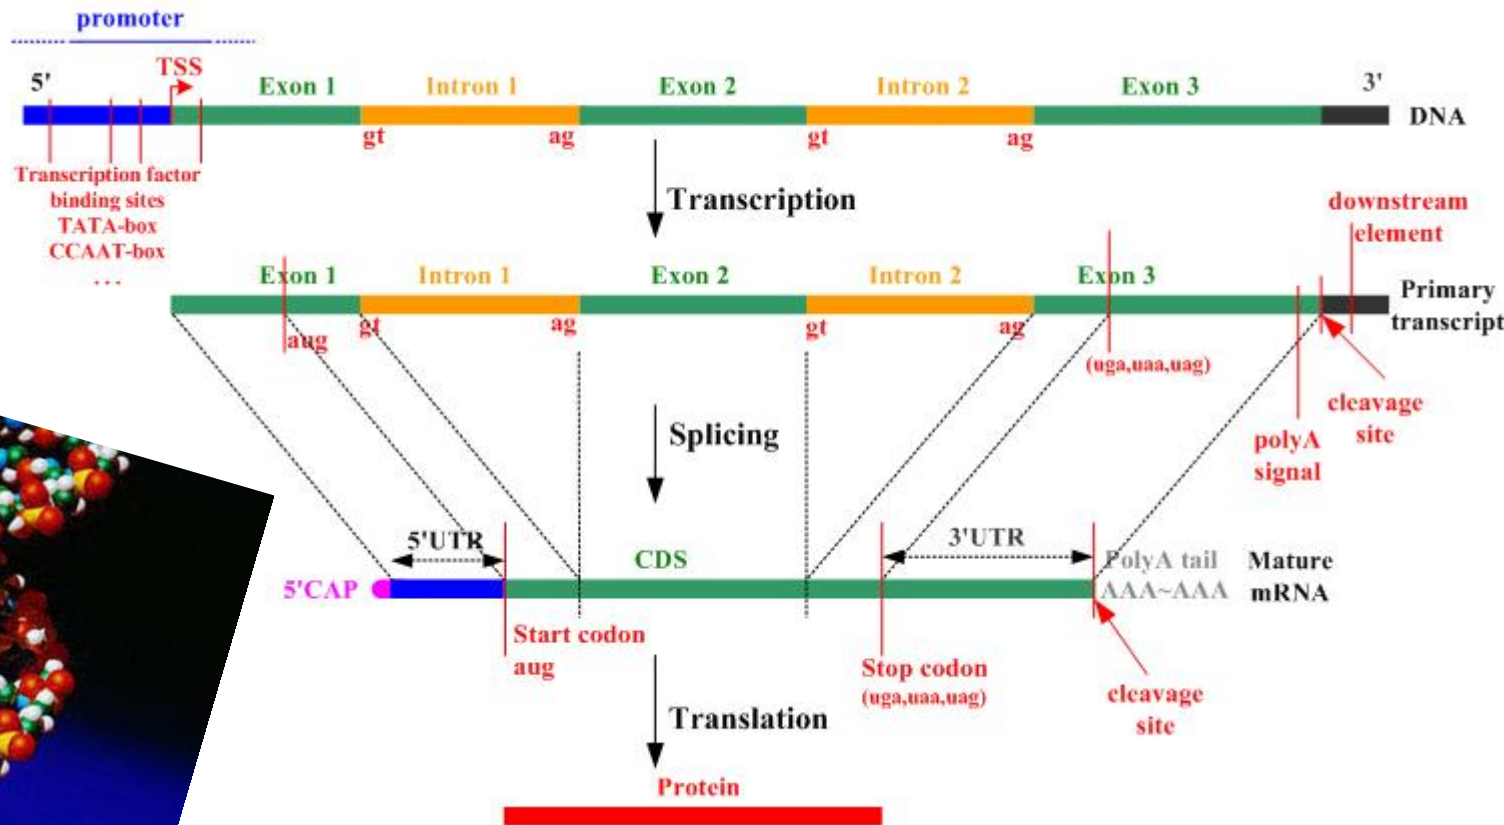 promoter
5'
TSS
Exon 1
Intron 1
Exon 2
Intron 2
Exon 3
3'
DNA
gt
ag
gt
ag
Transcription factor
binding sites
TATA-box
CCAAT-box
...
Transcription
downstream
element
Exon 1
Intron 1
Exon 2
Intron 2
Exon 3
Primary
transcript
aug
gt
ag
gt
ag
(uga,uaa,uag)
cleavage
site
polyA
signal
Splicing
5'UTR
CDS
3'UTR
PolyA tail
AAA~AAA
Mature
mRNA
5'CAP
Start codon
aug
Stop codon
(uga,uaa,uag)
cleavage
site
Translation
Protein